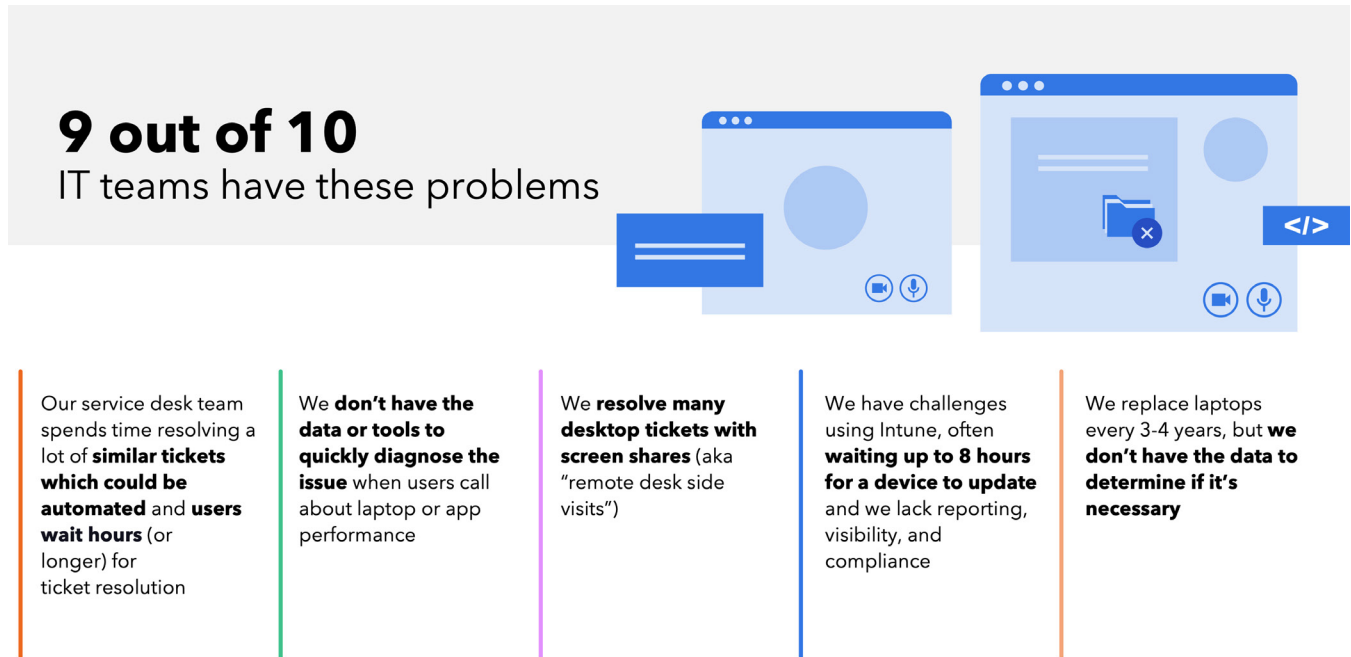 9 out of 10
IT teams have these problems
</>
Our service desk team
spends time resolving a
lot of similar tickets
which could be
automated and users
wait hours (or
longer) for
ticket resolution
We don’t have the
data or tools to
quickly diagnose the
issue when users call
about laptop or app
performance
We resolve many
desktop tickets with
screen shares (aka
“remote desk side
visits”)
We have challenges
using Intune, often
waiting up to 8 hours
for a device to update
and we lack reporting,
visibility, and
compliance
We replace laptops
every 3-4 years, but we
don’t have the data to
determine if it’s
necessary